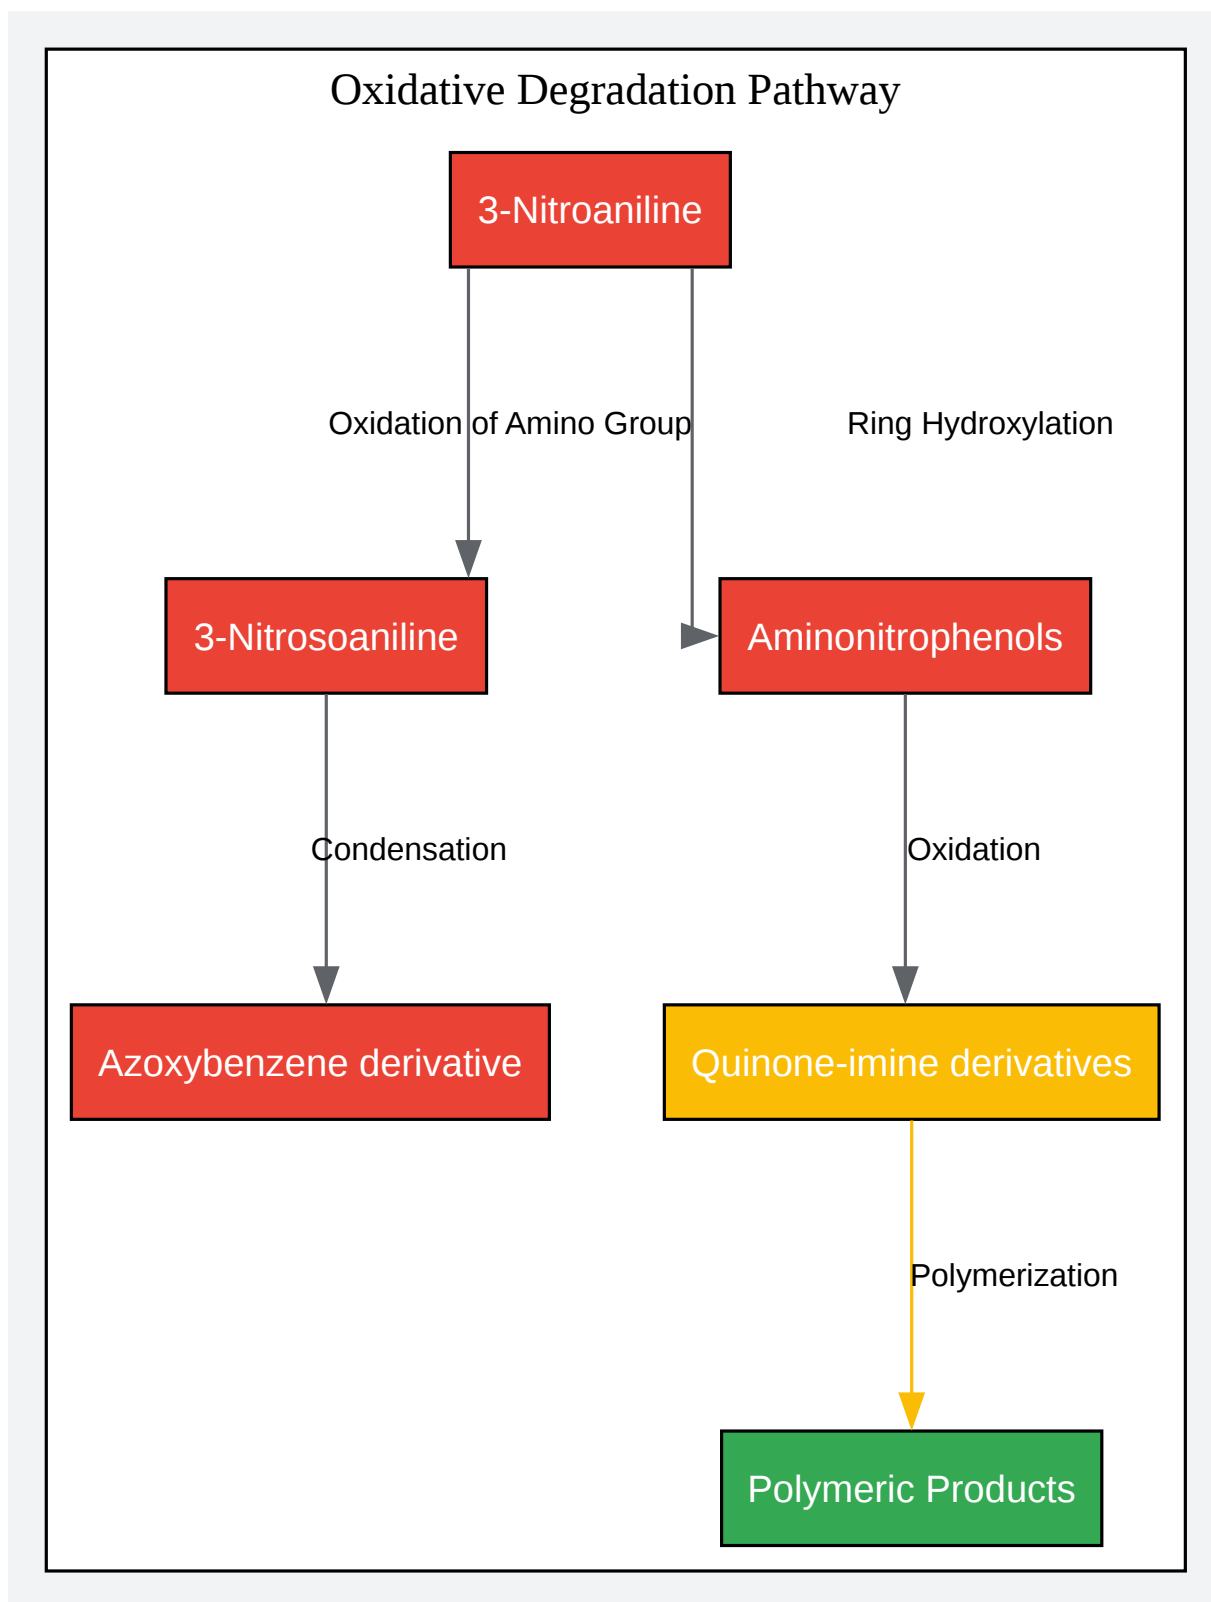 Oxidative Degradation Pathway
3-Nitroaniline
Oxidation of Amino Group
Ring Hydroxylation
3-Nitrosoaniline
Aminonitrophenols
Condensation
Oxidation
Azoxybenzene derivative
Quinone-imine derivatives
Polymerization
Polymeric Products